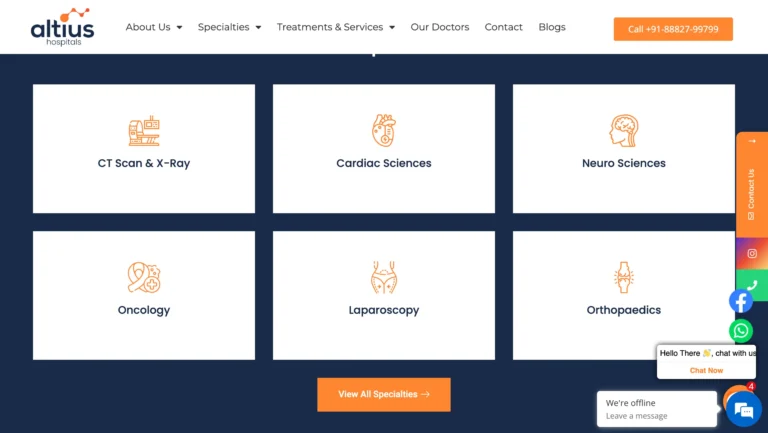 altius
hospitals
About Us
Specialties
Treatments & Services
Our Doctors
Contact
Blogs
Call +91-88827-99799
CT Scan & X-Ray
Cardiac Sciences
Neuro Sciences
Oncology
Laparoscopy
Orthopaedics
View All Specialties
Contact Us
Hello There 👋, chat with us
Chat Now
4
We're offline
Leave a message